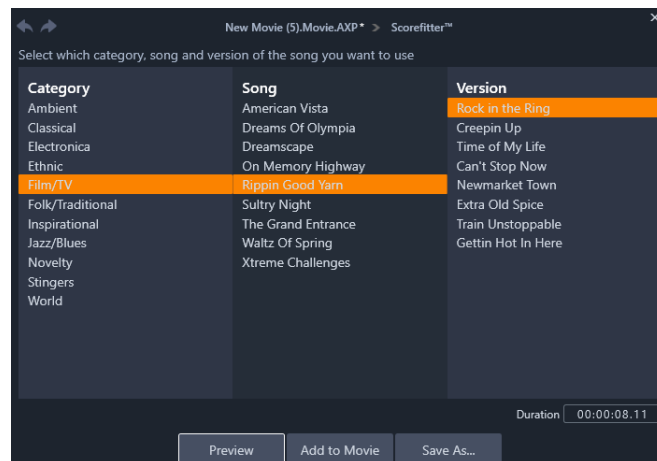 New Movie (5).Movie.AXP* > Scorefitter™
Select which category, song and version of the song you want to use
Category
Ambient
Classical
Electronica
Ethnic
Film/TV
Folk/Traditional
Inspirational
Jazz/Blues
Novelty
Stingers
World
Song
American Vista
Dreams Of Olympia
Dreamscape
On Memory Highway
Rippin Good Yarn
Sultry Night
The Grand Entrance
Waltz Of Spring
Xtreme Challenges
Version
Rock in the Ring
Creepin Up
Time of My Life
Can't Stop Now
Newmarket Town
Extra Old Spice
Train Unstoppable
Gettin Hot In Here
Duration 00:00:08.11
Preview Add to Movie Save As...